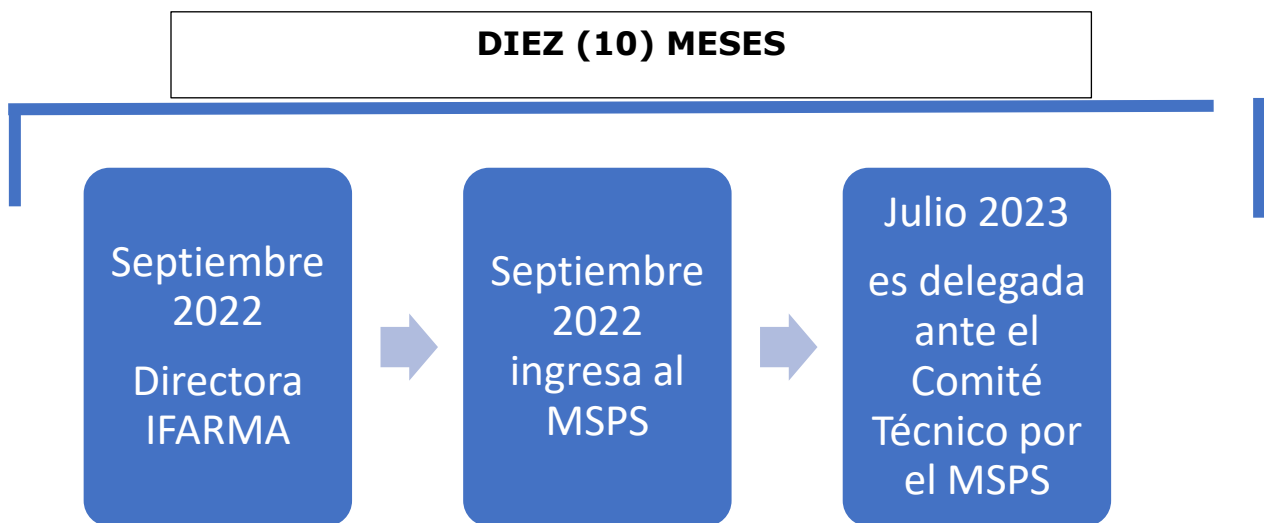 DIEZ (10) MESES
Septiembre
2022
Directora
IFARMA
Septiembre
2022
ingresa al
MSPS
Julio 2023
es delegada
ante el
Comité
Técnico por
el MSPS